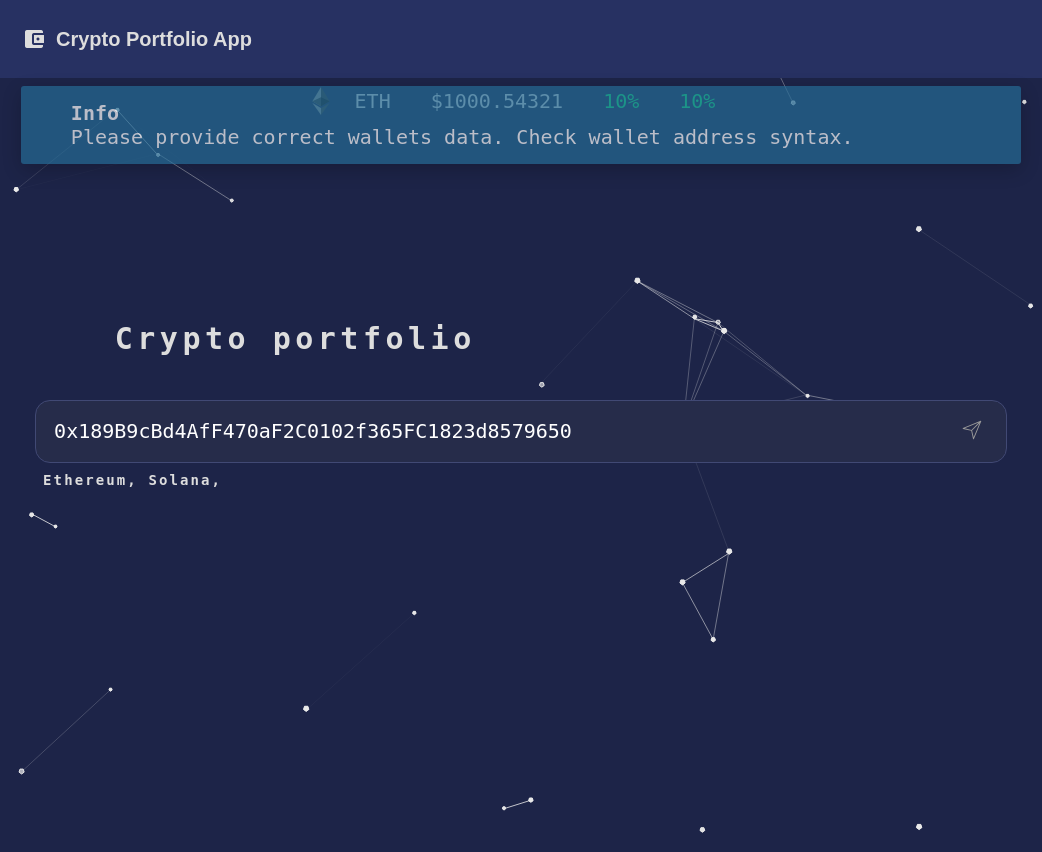 Crypto Portfolio App
ETH $1000.54321 10% 10%
Info
Please provide correct wallets data. Check wallet address syntax.
Crypto portfolio
0x189B9cBd4AfF470aF2C0102f365FC1823d8579650
Ethereum, Solana,